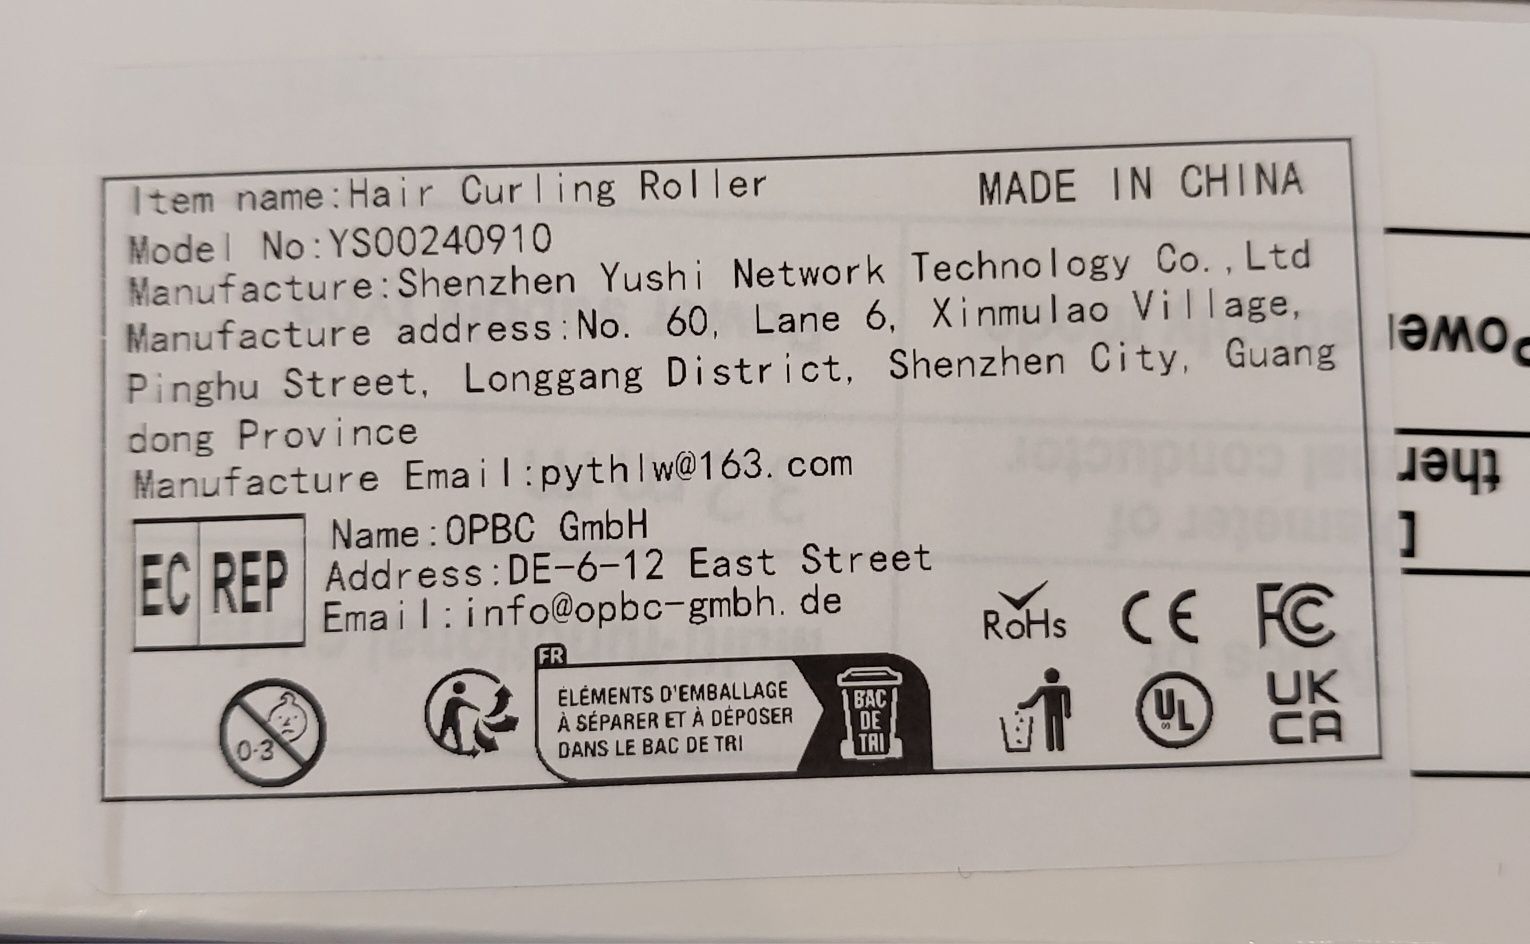 Item name:Hair Curling Roller MADE IN CHINA
Model No:YS00240910
Manufacture:Shenzhen Yushi Network Technology Co.,Ltd
Manufacture address:No. 60, Lane 6, Xinmulao Village,
Pinghu Street, Longgang District, Shenzhen City, Guang
dong Province
Manufacture Email:pythlw@163.com
EC REP
Name:OPBC GmbH
Address:DE-6-12 East Street
Email:info@opbc-gmbh.de
RoHs CE FC
0-3
FR
ÉLÉMENTS D'EMBALLAGE
À SÉPARER ET À DÉPOSER
DANS LE BAC DE TRI
BAC
DE
TRI
UL
UK
CA